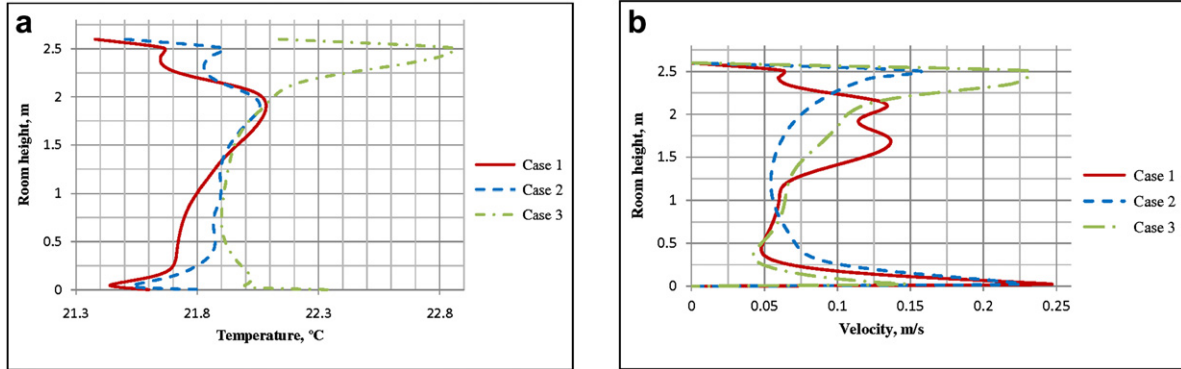 a
2.5
2
1.5
1
0.5
0
Room height, m
21.3
21.8
22.3
22.8
Temperature, °C
Case 1
Case 2
Case 3
b
2.5
2
1.5
1
0.5
0
Room height, m
0
0.05
0.1
0.15
0.2
0.25
Velocity, m/s
Case 1
Case 2
Case 3